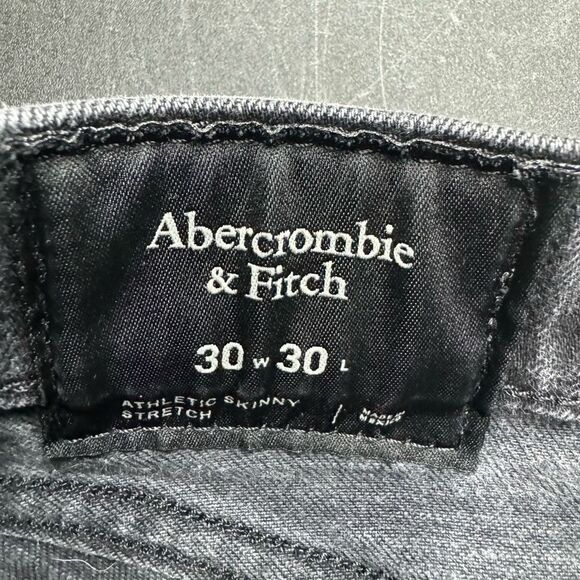 Abercrombie
& Fitch
30 W 30 L
ATHLETIC SKINNY
STRETCH